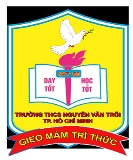 DẠY HỌC
TỐT TỐT
TRƯỜNG THCS NGUYỄN VĂN TRỖI
TP. HỒ CHÍ MINH
GIEO MẦM TRI THỨC